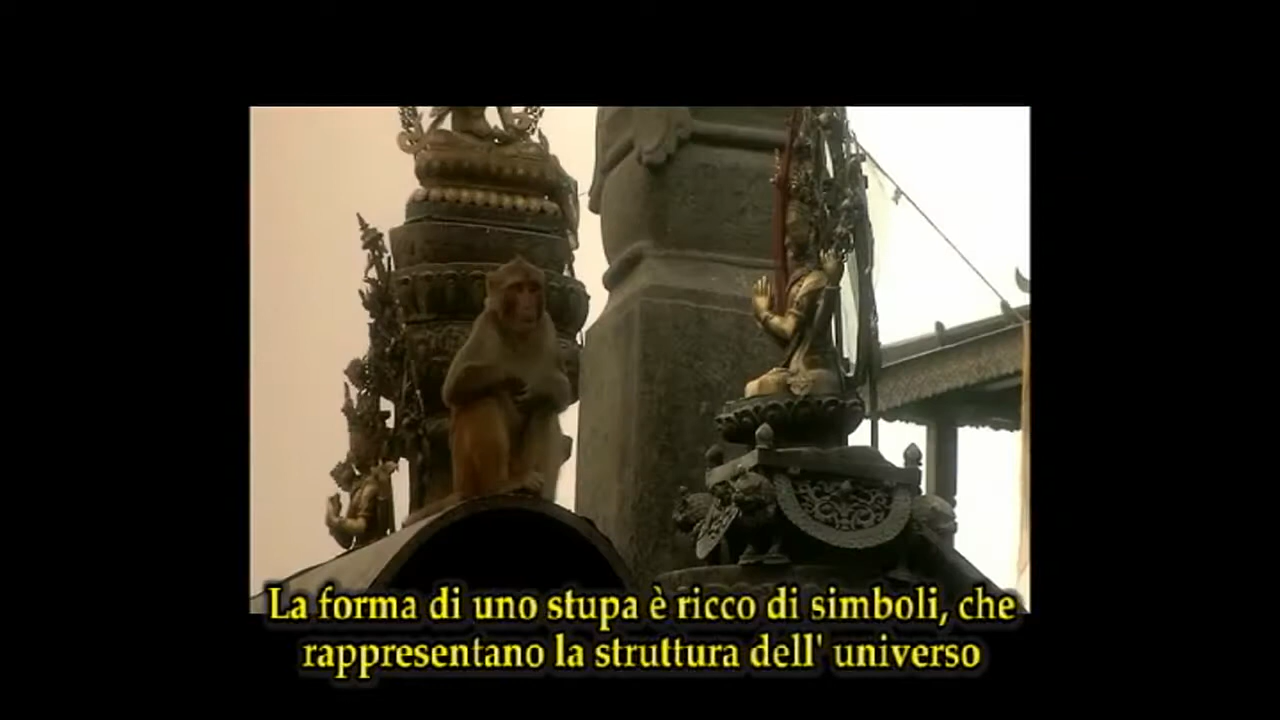 La forma di uno stupa è ricco di simboli, che
rappresentano la struttura dell' universo